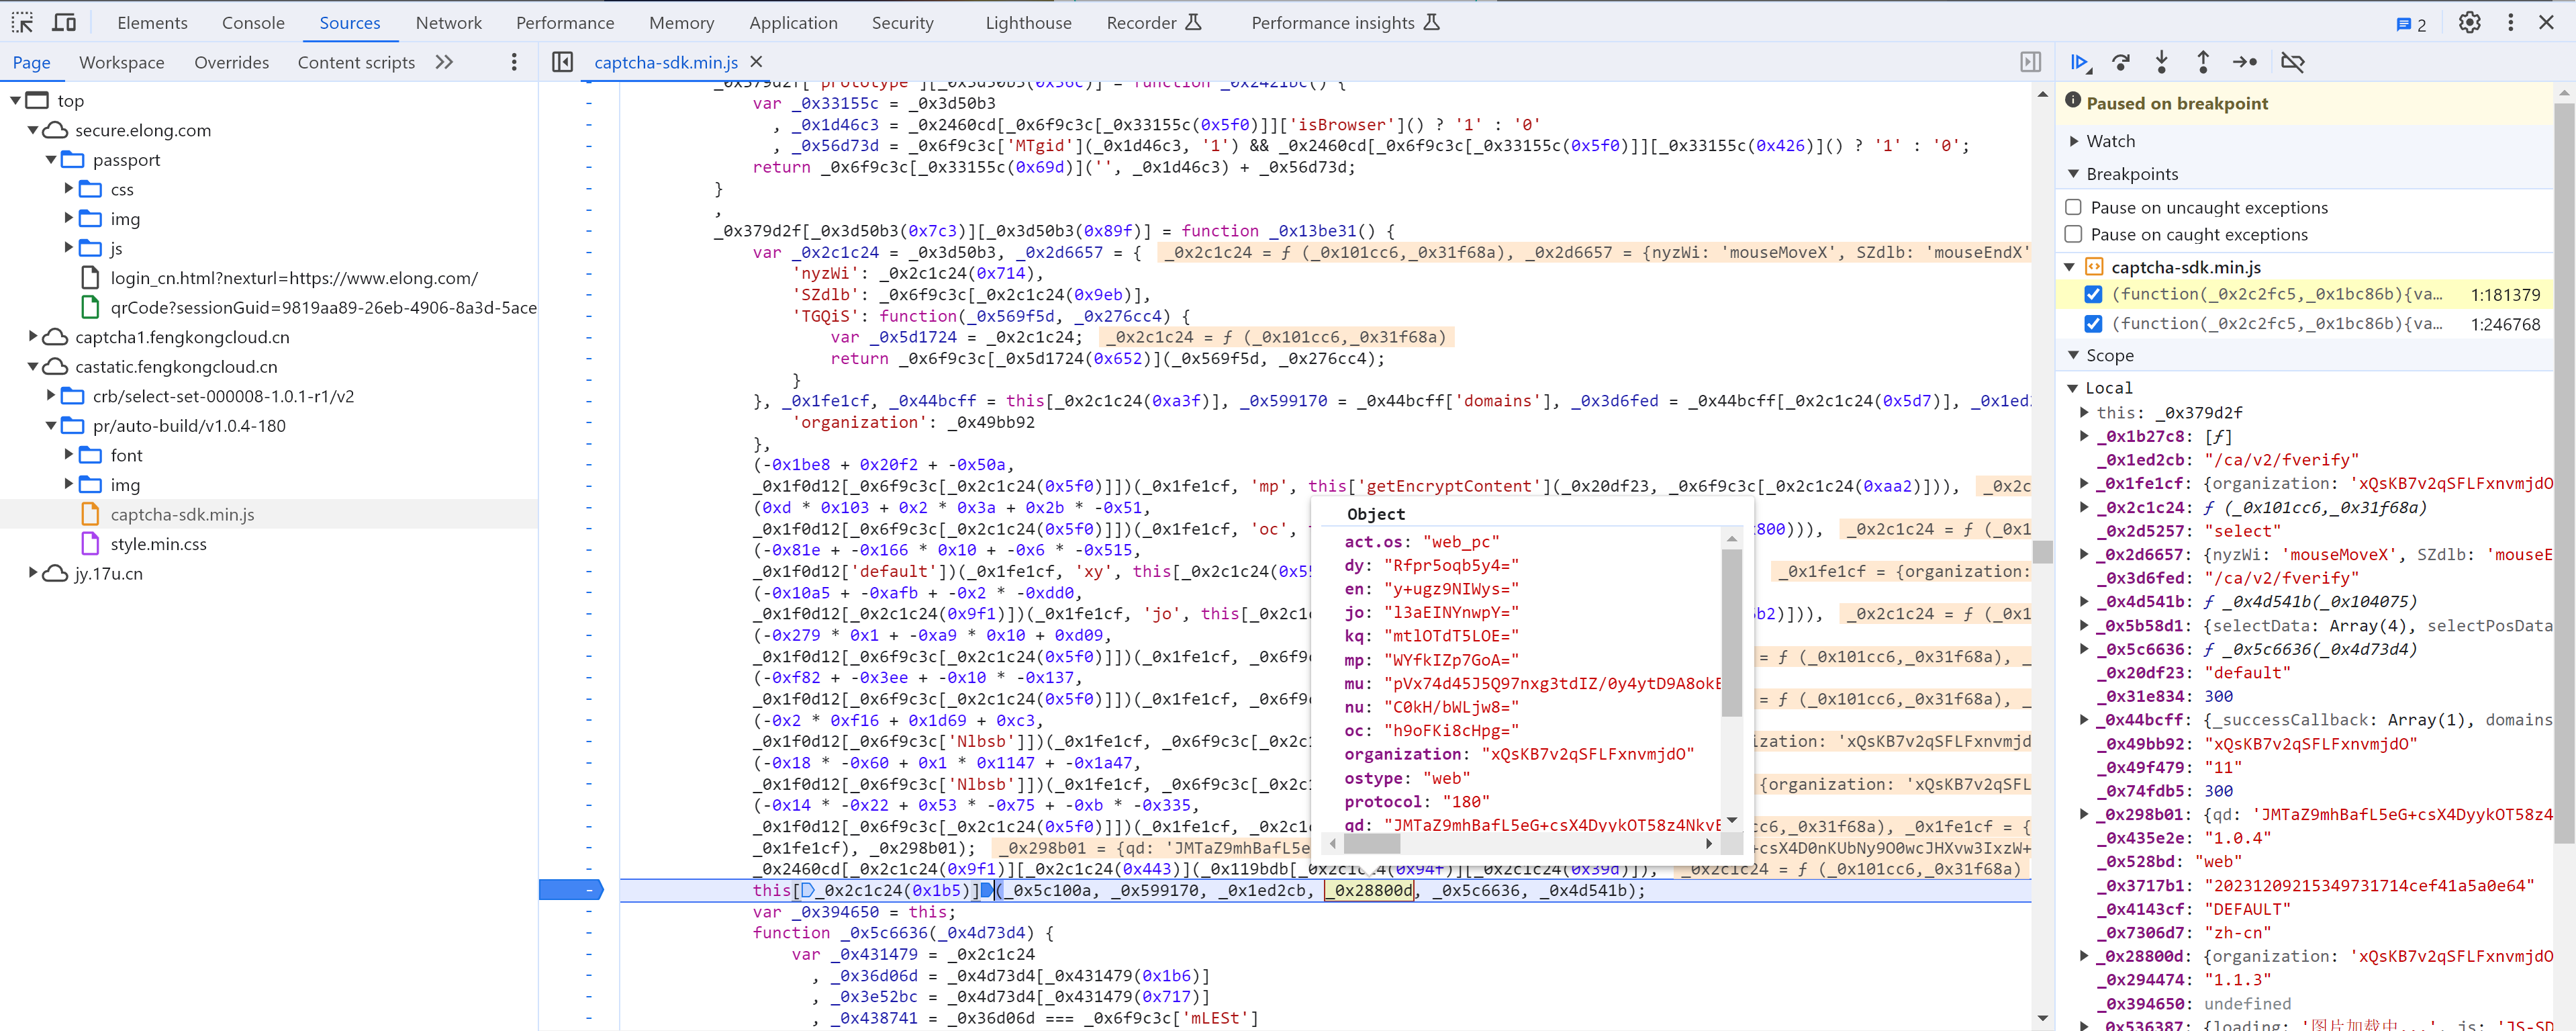 Elements Console Sources Network Performance Memory Application Security Lighthouse Recorder Performance insights 2
Page Workspace Overrides Content scripts
top
secure.elong.com
passport
css
img
js
login_cn.html?nexturl=https://www.elong.com/
qrCode?sessionGuid=9819aa89-26eb-4906-8a3d-5ace
captcha1.fengkongcloud.cn
castatic.fengkongcloud.cn
crb/select-set-000008-1.0.1-r1/v2
pr/auto-build/v1.0.4-180
font
img
captcha-sdk.min.js
style.min.css
jy.17u.cn
captcha-sdk.min.js
_0x379d2f['prototype'][_0x3d50b3(0x36c)] = function _0x2421bc() {
var _0x33155c = _0x3d50b3
, _0x1d46c3 = _0x2460cd[_0x6f9c3c[_0x33155c(0x5f0)]]['isBrowser']() ? '1' : '0'
, _0x56d73d = _0x6f9c3c['MTgid'](_0x1d46c3, '1') && _0x2460cd[_0x6f9c3c[_0x33155c(0x5f0)]][_0x33155c(0x426)]() ? '1' : '0';
return _0x6f9c3c[_0x33155c(0x69d)]('', _0x1d46c3) + _0x56d73d;
}
,
_0x379d2f[_0x3d50b3(0x7c3)][_0x3d50b3(0x89f)] = function _0x13be31() {
var _0x2c1c24 = _0x3d50b3, _0x2d6657 = { _0x2c1c24 = ƒ (_0x101cc6,_0x31f68a), _0x2d6657 = {nyzWi: 'mouseMoveX', SZdlb: 'mouseEndX'
'nyzWi': _0x2c1c24(0x714),
'SZdlb': _0x6f9c3c[_0x2c1c24(0x9eb)],
'TGQiS': function(_0x569f5d, _0x276cc4) {
var _0x5d1724 = _0x2c1c24; _0x2c1c24 = ƒ (_0x101cc6,_0x31f68a)
return _0x6f9c3c[_0x5d1724(0x652)](_0x569f5d, _0x276cc4);
}
}, _0x1fe1cf, _0x44bcff = this[_0x2c1c24(0xa3f)], _0x599170 = _0x44bcff['domains'], _0x3d6fed = _0x44bcff[_0x2c1c24(0x5d7)], _0x1ed
'organization': _0x49bb92
},
(-0x1be8 + 0x20f2 + -0x50a,
_0x1f0d12[_0x6f9c3c[_0x2c1c24(0x5f0)]])(_0x1fe1cf, 'mp', this['getEncryptContent'](_0x20df23, _0x6f9c3c[_0x2c1c24(0xaa2)])), _0x2c
(0xd * 0x103 + 0x2 * 0x3a + 0x2b * -0x51,
_0x1f0d12[_0x6f9c3c[_0x2c1c24(0x5f0)]])(_0x1fe1cf, 'oc', x800))), _0x2c1c24 = ƒ (_0x1
(-0x81e + -0x166 * 0x10 + -0x6 * -0x515,
_0x1f0d12['default'])(_0x1fe1cf, 'xy', this[_0x2c1c24(0x5 _0x1fe1cf = {organization:
(-0x10a5 + -0xafb + -0x2 * -0xdd0,
_0x1f0d12[_0x2c1c24(0x9f1)])(_0x1fe1cf, 'jo', this[_0x2c1 b2)])), _0x2c1c24 = ƒ (_0x1
(-0x279 * 0x1 + -0xa9 * 0x10 + 0xd09,
_0x1f0d12[_0x6f9c3c[_0x2c1c24(0x5f0)]])(_0x1fe1cf, _0x6f9 = ƒ (_0x101cc6,_0x31f68a), _
(-0xf82 + -0x3ee + -0x10 * -0x137,
_0x1f0d12[_0x6f9c3c[_0x2c1c24(0x5f0)]])(_0x1fe1cf, _0x6f9 = ƒ (_0x101cc6,_0x31f68a), _
(-0x2 * 0xf16 + 0x1d69 + 0xc3,
_0x1f0d12[_0x6f9c3c['Nlbsb']])(_0x1fe1cf, _0x6f9c3c[_0x2c ization: 'xQsKB7v2qSFLFxnvmjd
(-0x18 * -0x60 + 0x1 * 0x1147 + -0x1a47,
_0x1f0d12[_0x6f9c3c['Nlbsb']])(_0x1fe1cf, _0x6f9c3c[_0x2c {organization: 'xQsKB7v2qSFLFxnvmjd
(-0x14 * -0x22 + 0x53 * -0x75 + -0xb * -0x335,
_0x1f0d12[_0x6f9c3c[_0x2c1c24(0x5f0)]])(_0x1fe1cf, _0x2c1 cc6,_0x31f68a), _0x1fe1cf = {
_0x1fe1cf), _0x298b01); _0x298b01 = {qd: 'JMTaZ9mhBafL5e +csX4D0nKUbNy9O0wcJHXvw3IxzW+
_0x2460cd[_0x2c1c24(0x9f1)][_0x2c1c24(0x443)](_0x119bdb[_0x2c1c24(0x94f)][_0x2c1c24(0x39d)]), _0x2c1c24 = ƒ (_0x101cc6,_0x31f68a)
this[_0x2c1c24(0x1b5)](_0x5c100a, _0x599170, _0x1ed2cb, _0x28800d, _0x5c6636, _0x4d541b);
var _0x394650 = this;
function _0x5c6636(_0x4d73d4) {
var _0x431479 = _0x2c1c24
, _0x36d06d = _0x4d73d4[_0x431479(0x1b6)]
, _0x3e52bc = _0x4d73d4[_0x431479(0x717)]
, _0x438741 = _0x36d06d === _0x6f9c3c['mLESt']
Object
act.os: "web_pc"
dy: "Rfpr5oqb5y4="
en: "y+ugz9NIWys="
jo: "l3aEINYnwpY="
kq: "mtlOTdT5LOE="
mp: "WYfkIZp7GoA="
mu: "pVx74d45J5Q97nxg3tdIZ/0y4ytD9A8okE
nu: "C0kH/bWLjw8="
oc: "h9oFKi8cHpg="
organization: "xQsKB7v2qSFLFxnvmjdO"
ostype: "web"
protocol: "180"
qd: "JMTaZ9mhBafL5eG+csX4DyykOT58z4NkvE
Paused on breakpoint
Watch
Breakpoints
Pause on uncaught exceptions
Pause on caught exceptions
captcha-sdk.min.js
(function(_0x2c2fc5,_0x1bc86b){va… 1:181379
(function(_0x2c2fc5,_0x1bc86b){va… 1:246768
Scope
Local
this: _0x379d2f
_0x1b27c8: [ƒ]
_0x1ed2cb: "/ca/v2/fverify"
_0x1fe1cf: {organization: 'xQsKB7v2qSFLFxnvmjdO
_0x2c1c24: ƒ (_0x101cc6,_0x31f68a)
_0x2d5257: "select"
_0x2d6657: {nyzWi: 'mouseMoveX', SZdlb: 'mouseE
_0x3d6fed: "/ca/v2/fverify"
_0x4d541b: ƒ _0x4d541b(_0x104075)
_0x5b58d1: {selectData: Array(4), selectPosData
_0x5c6636: ƒ _0x5c6636(_0x4d73d4)
_0x20df23: "default"
_0x31e834: 300
_0x44bcff: {_successCallback: Array(1), domains
_0x49bb92: "xQsKB7v2qSFLFxnvmjdO"
_0x49f479: "11"
_0x74fdb5: 300
_0x298b01: {qd: 'JMTaZ9mhBafL5eG+csX4DyykOT58z4
_0x435e2e: "1.0.4"
_0x528bd: "web"
_0x3717b1: "20231209215349731714cef41a5a0e64"
_0x4143cf: "DEFAULT"
_0x7306d7: "zh-cn"
_0x28800d: {organization: 'xQsKB7v2qSFLFxnvmjdO
_0x294474: "1.1.3"
_0x394650: undefined
_0x536387: {loading: '图片加载中...', js: 'JS-SD